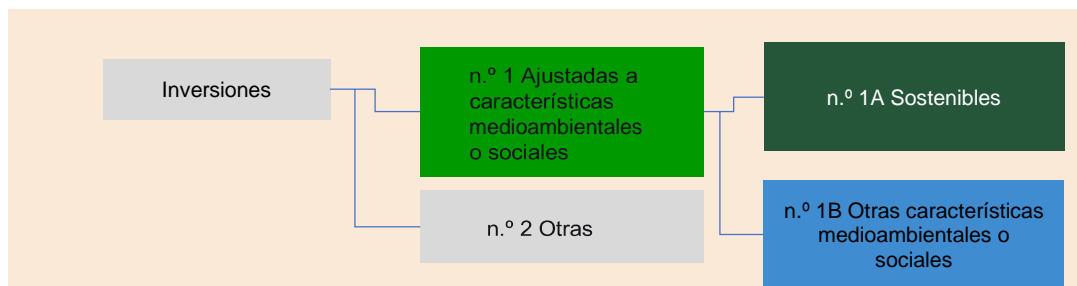 Inversiones
n.º 1 Ajustadas a
características
medioambientales
o sociales
n.º 2 Otras
n.º 1A Sostenibles
n.º 1B Otras características
medioambientales o
sociales